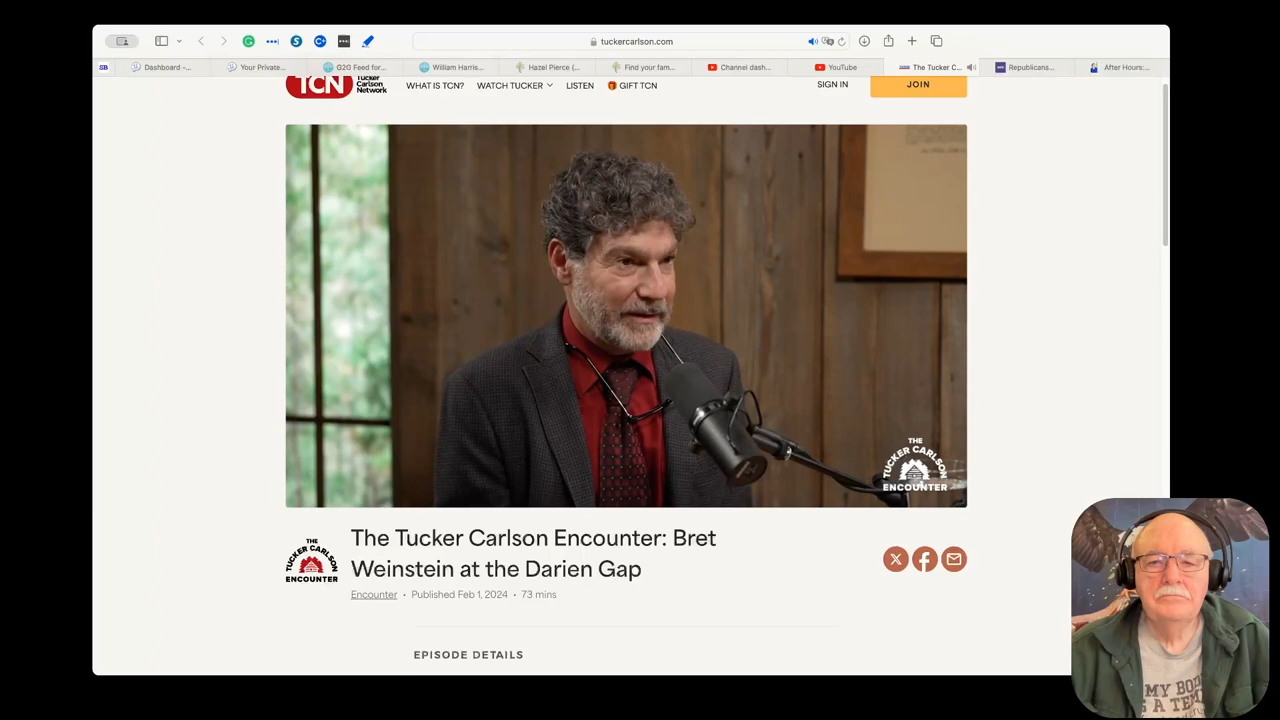 tuckercarlson.com
Dashboard –...
Your Private...
G2G Feed for...
William Harris...
Hazel Pierce (...
Find your fam...
Channel dash...
YouTube
The Tucker C...
Republicans...
After Hours:...
TCN Tucker Carlson Network
WHAT IS TCN?
WATCH TUCKER
LISTEN
GIFT TCN
SIGN IN
JOIN
THE
TUCKER CARLSON
ENCOUNTER
THE
TUCKER CARLSON
ENCOUNTER
The Tucker Carlson Encounter: Bret
Weinstein at the Darien Gap
Encounter • Published Feb 1, 2024 • 73 mins
EPISODE DETAILS
MY BOD
IS A TEM